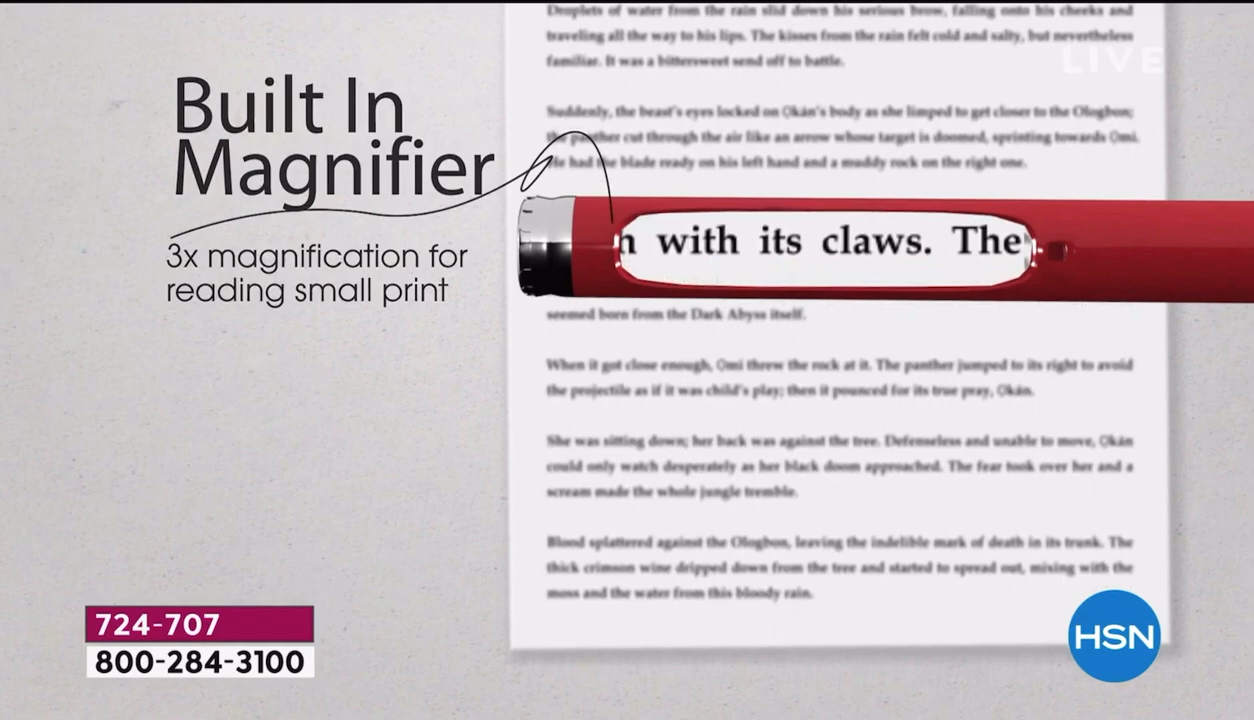 Droplets of water from the rain slid down his serious brow, falling onto his cheeks and
traveling all the way to his lips. The kisses from the rain felt cold and salty, but nevertheless
familiar. It was a bittersweet send off to battle.
LIVE
Built In
Magnifier
Suddenly, the beast's eyes locked on Okán's body as she limped to get closer to the Ologbon;
the panther cut through the air like an arrow whose target is doomed, sprinting towards Omi.
He had the blade ready on his left hand and a muddy rock on the right one.
n with its claws. The
3x magnification for
reading small print
seemed born from the Dark Abyss itself.
When it got close enough, Omi threw the rock at it. The panther jumped to its right to avoid
the projectile as if it was child's play; then it pounced for its true pray, Okán.
She was sitting down; her back was against the tree. Defenseless and unable to move, Okán
could only watch desperately as her black doom approached. The fear took over her and a
scream made the whole jungle tremble.
Blood splattered against the Ologbon, leaving the indelible mark of death in its trunk. The
thick crimson wine dripped down from the tree and started to spread out, mixing with the
moss and the water from this bloody rain.
724-707
800-284-3100
HSN